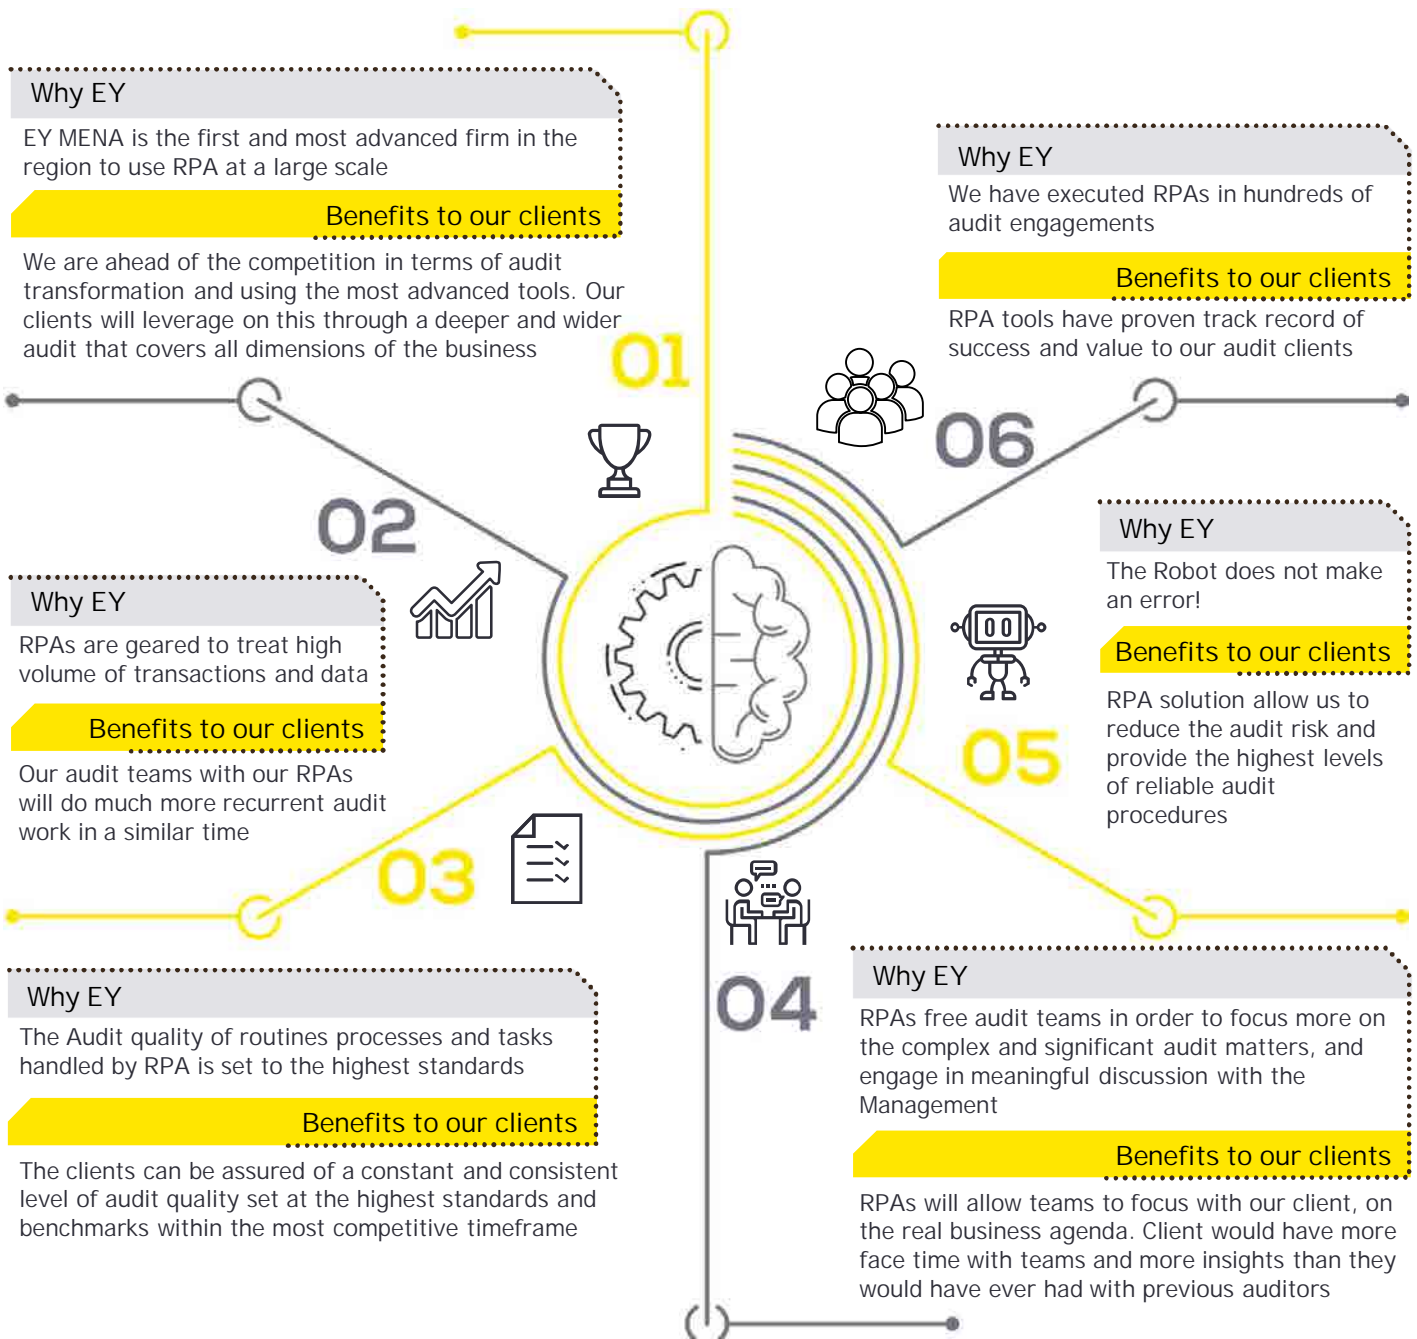 Why EY
EY MENA is the first and most advanced firm in the
region to use RPA at a large scale
Benefits to our clients
We are ahead of the competition in terms of audit
transformation and using the most advanced tools. Our
clients will leverage on this through a deeper and wider
audit that covers all dimensions of the business
01
02
Why EY
RPAs are geared to treat high
volume of transactions and data
Benefits to our clients
Our audit teams with our RPAs
will do much more recurrent audit
work in a similar time
03
Why EY
The Audit quality of routines processes and tasks
handled by RPA is set to the highest standards
Benefits to our clients
The clients can be assured of a constant and consistent
level of audit quality set at the highest standards and
benchmarks within the most competitive timeframe
04
Why EY
RPAs free audit teams in order to focus more on
the complex and significant audit matters, and
engage in meaningful discussion with the
Management
Benefits to our clients
RPAs will allow teams to focus with our client, on
the real business agenda. Client would have more
face time with teams and more insights than they
would have ever had with previous auditors
05
Why EY
The Robot does not make
an error!
Benefits to our clients
RPA solution allow us to
reduce the audit risk and
provide the highest levels
of reliable audit
procedures
06
Why EY
We have executed RPAs in hundreds of
audit engagements
Benefits to our clients
RPA tools have proven track record of
success and value to our audit clients